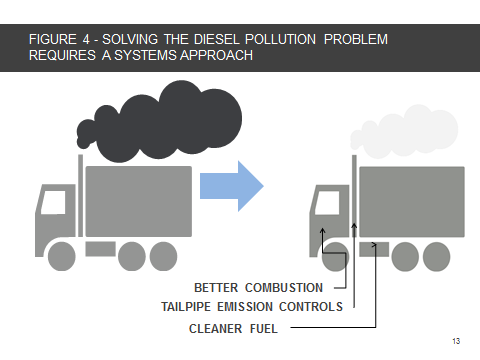 FIGURE 4 - SOLVING THE DIESEL POLLUTION PROBLEM
REQUIRES A SYSTEMS APPROACH
BETTER COMBUSTION
TAILPIPE EMISSION CONTROLS
CLEANER FUEL
13